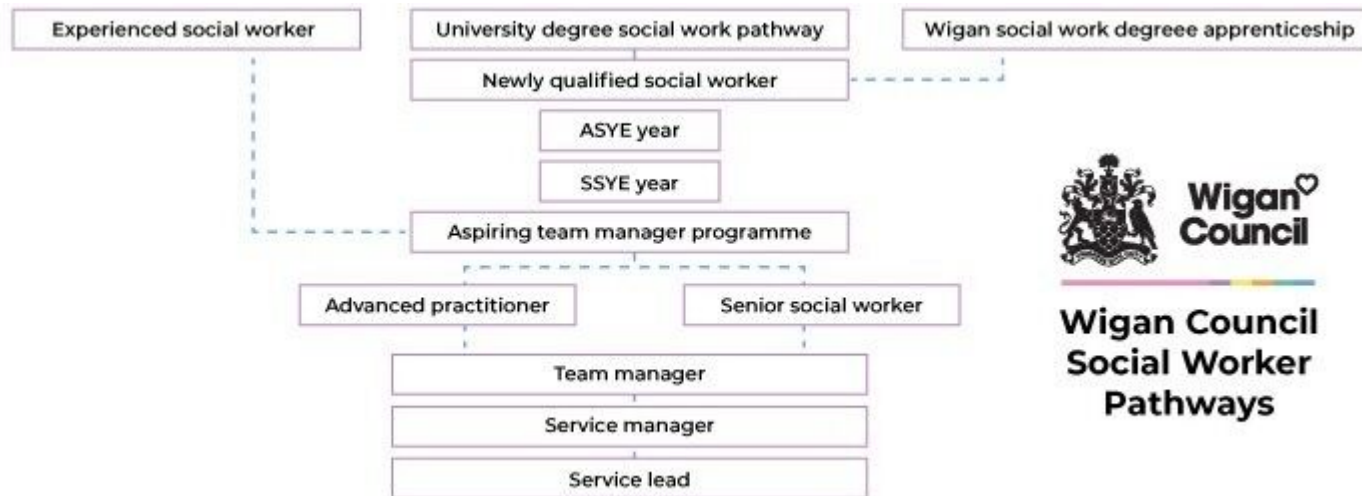 Experienced social worker
University degree social work pathway
Wigan social work degreee apprenticeship
Newly qualified social worker
ASYE year
SSYE year
Aspiring team manager programme
Advanced practitioner
Senior social worker
Team manager
Service manager
Service lead
Wigan
Council
Wigan Council
Social Worker
Pathways